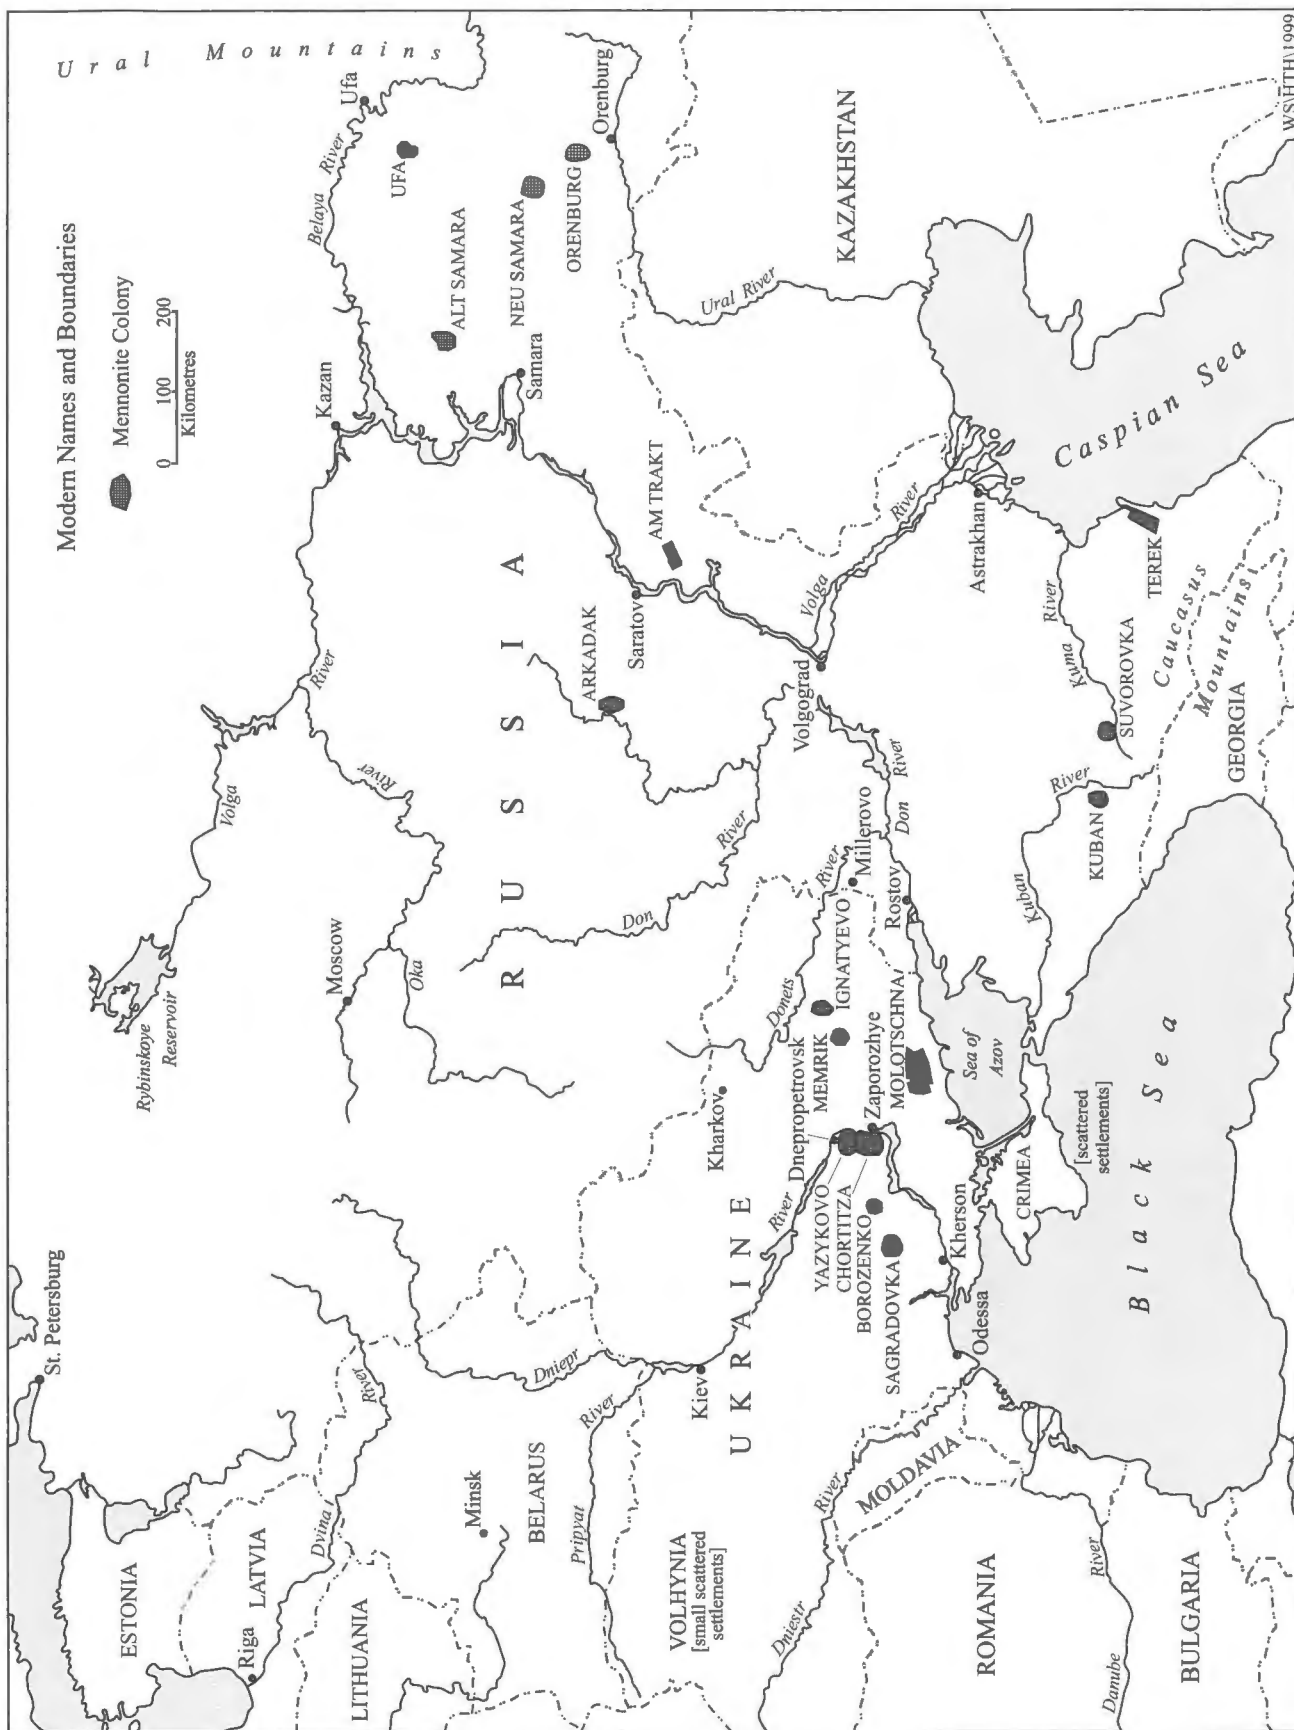 Modern Names and Boundaries
Mennonite Colony
0 100 200
Kilometres
Ural Mountains
St. Petersburg
Rybinskoye
Reservoir
Volga
River
Kazan
Belaya River
Ufa
UFA
ESTONIA
Riga
LATVIA
Dvina
River
LITHUANIA
Moscow
Oka
River
ALT SAMARA
NEU SAMARA
Samara
ORENBURG
Orenburg
Minsk
BELARUS
Pripyat
River
Dniepr
RUSSIA
ARKADAK
Saratov
AM TRAKT
Don
River
Kharkov
Donets
River
Kiev
UKRAINE
VOLHYNIA
[small scattered
settlements]
River
Dnepropetrovsk
MEMRIK
IGNATYEVO
Millerovo
Volgograd
Volga
River
Ural River
KAZAKHSTAN
YAZYKOVO
CHORTITZA
BOROZENKO
SAGRADOVKA
Zaporozhye
MOLOTSCHNA
Rostov
Don
River
Dniestr
River
MOLDAVIA
Odessa
Kherson
Sea of
Azov
CRIMEA
[scattered
settlements]
Astrakhan
Caspian Sea
Kuban
River
KUBAN
Kuma
River
SUVOROVKA
TEREK
Caucasus
Mountains
GEORGIA
ROMANIA
Danube
River
BULGARIA
Black Sea
WS\HTH\1999